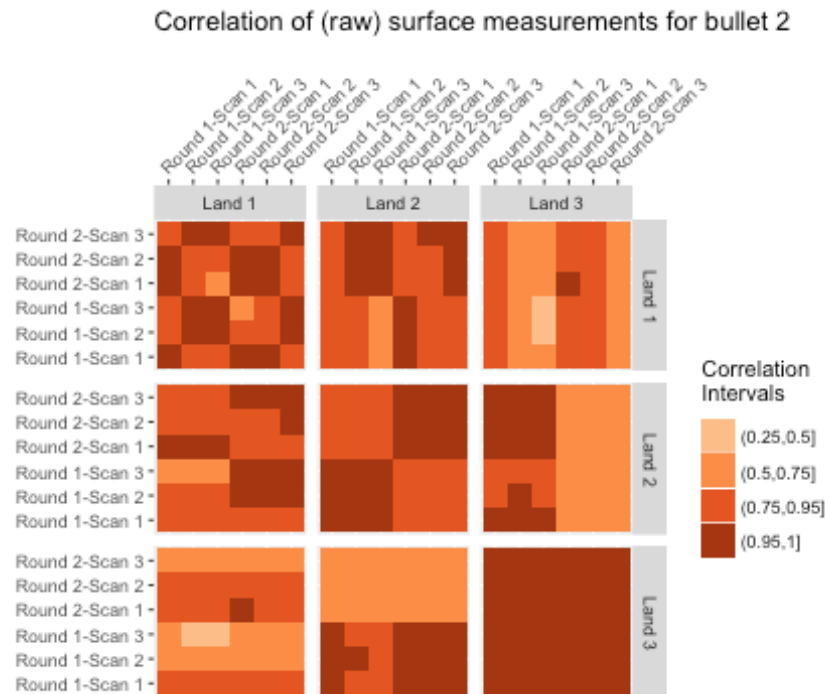 Correlation of (raw) surface measurements for bullet 2
Round 1-Scan 1
Round 1-Scan 2
Round 1-Scan 3
Round 2-Scan 1
Round 2-Scan 2
Round 2-Scan 3
Round 1-Scan 1
Round 1-Scan 2
Round 1-Scan 3
Round 2-Scan 1
Round 2-Scan 2
Round 2-Scan 3
Round 1-Scan 1
Round 1-Scan 2
Round 1-Scan 3
Round 2-Scan 1
Round 2-Scan 2
Round 2-Scan 3
Land 1
Land 2
Land 3
Round 2-Scan 3
Round 2-Scan 2
Round 2-Scan 1
Round 1-Scan 3
Round 1-Scan 2
Round 1-Scan 1
Land 1
Round 2-Scan 3
Round 2-Scan 2
Round 2-Scan 1
Round 1-Scan 3
Round 1-Scan 2
Round 1-Scan 1
Land 2
Round 2-Scan 3
Round 2-Scan 2
Round 2-Scan 1
Round 1-Scan 3
Round 1-Scan 2
Round 1-Scan 1
Land 3
Correlation
Intervals
(0.25,0.5]
(0.5,0.75]
(0.75,0.95]
(0.95,1]